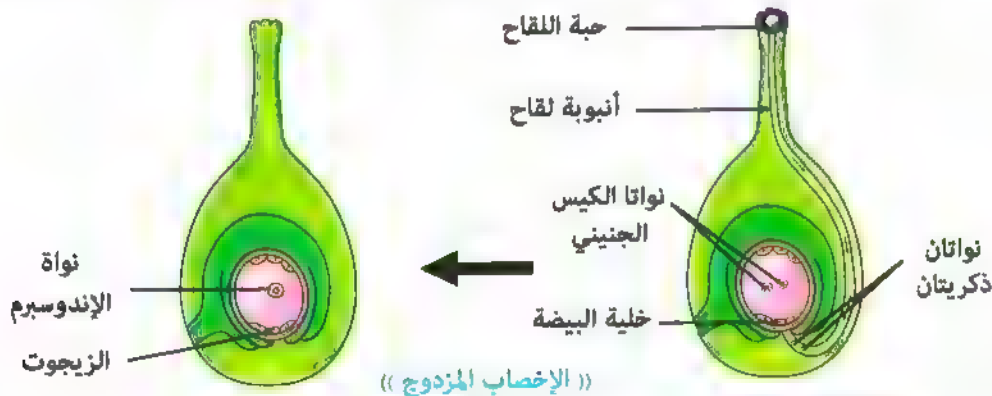 حبة اللقاح
أنبوبة لقاح
نواتا الكيس
الجنيني
نواتان
ذكريتان
خلية البيضة
نواة
الإندوسبرم
الزيجوت
(( الإخصاب المزدوج ))